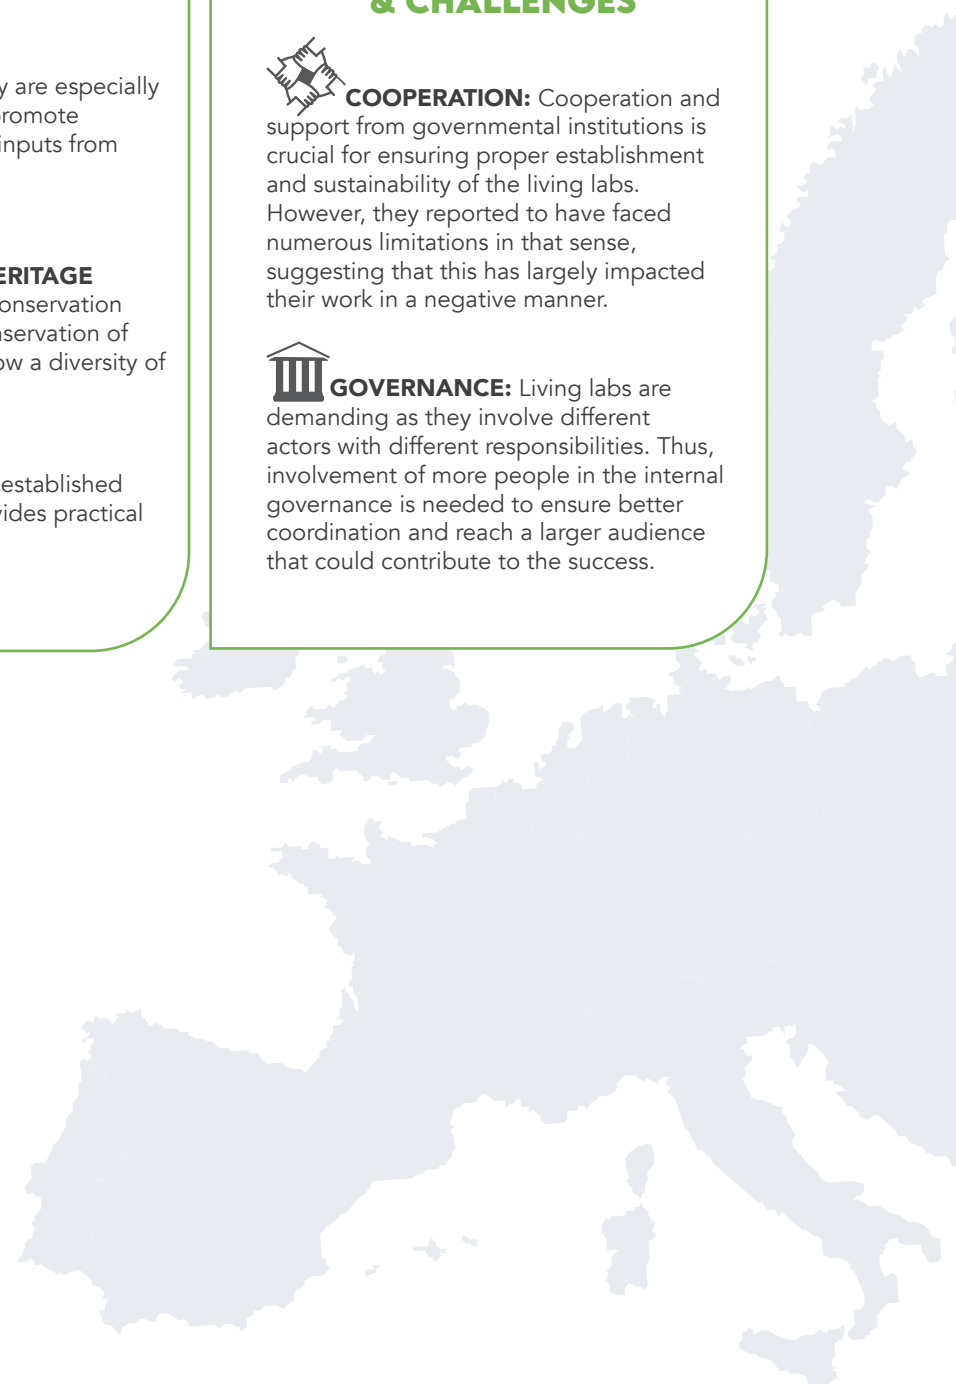 y are especially
promote
inputs from
ERITAGE
onservation
nservation of
ow a diversity of
established
vides practical
& CHALLENGES
COOPERATION: Cooperation and
support from governmental institutions is
crucial for ensuring proper establishment
and sustainability of the living labs.
However, they reported to have faced
numerous limitations in that sense,
suggesting that this has largely impacted
their work in a negative manner.
GOVERNANCE: Living labs are
demanding as they involve different
actors with different responsibilities. Thus,
involvement of more people in the internal
governance is needed to ensure better
coordination and reach a larger audience
that could contribute to the success.